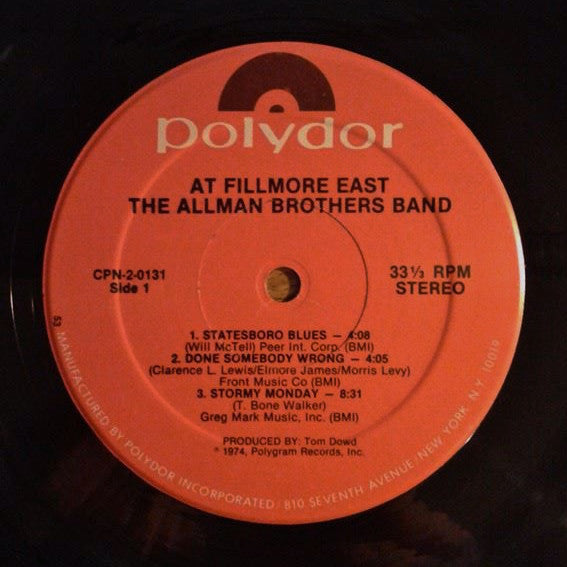 polydor
AT FILLMORE EAST
THE ALLMAN BROTHERS BAND
CPN-2-0131
Side 1
33⅓ RPM
STEREO
1. STATESBORO BLUES — 4:08
(Will McTell) Peer Int. Corp. (BMI)
2. DONE SOMEBODY WRONG — 4:05
(Clarence L. Lewis/Elmore James/Morris Levy)
Front Music Co (BMI)
3. STORMY MONDAY — 8:31
(T. Bone Walker)
Greg Mark Music, Inc. (BMI)
PRODUCED BY: Tom Dowd
℗ 1974, Polygram Records, Inc.
53 MANUFACTURED BY POLYDOR INCORPORATED/810 SEVENTH AVENUE/NEW YORK. N.Y. 10019